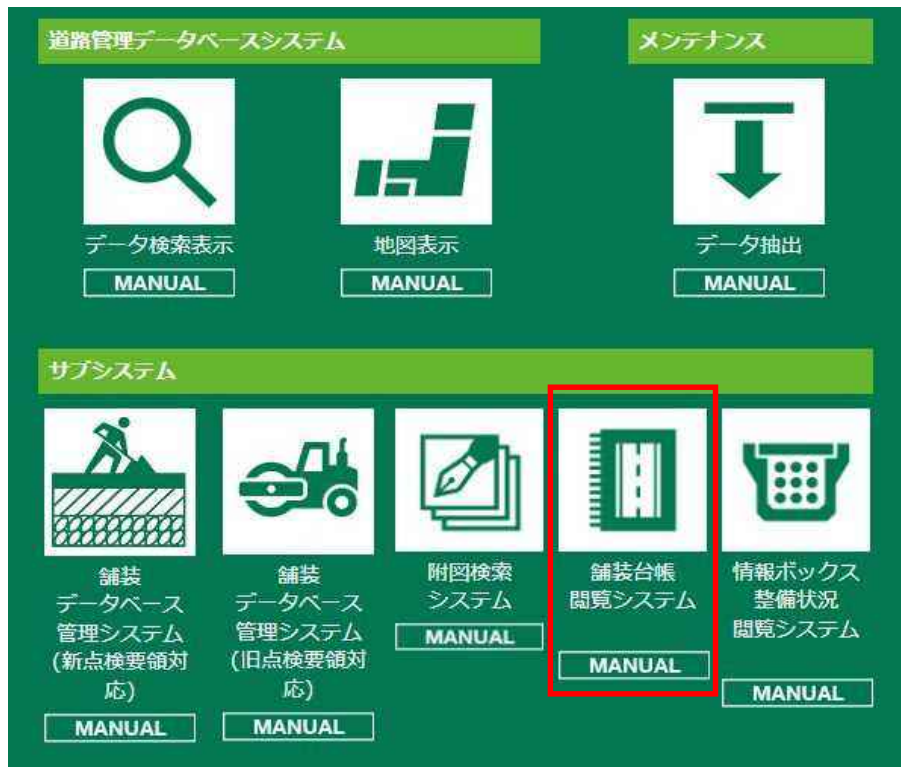 道路管理データベースシステム
メンテナンス
データ検索表示
MANUAL
地図表示
MANUAL
データ抽出
MANUAL
サブシステム
舗装
データベース
管理システム
(新点検要領対
応)
MANUAL
舗装
データベース
管理システム
(旧点検要領対
応)
MANUAL
附図検索
システム
MANUAL
舗装台帳
閲覧システム
MANUAL
情報ボックス
整備状況
閲覧システム
MANUAL